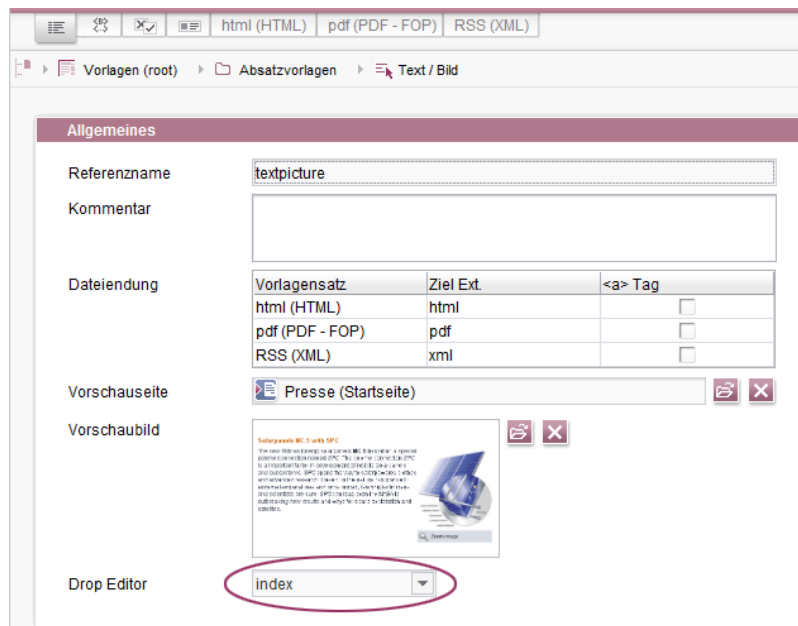 html (HTML) pdf (PDF - FOP) RSS (XML)
Vorlagen (root) Absatzvorlagen Text / Bild
Allgemeines
Referenzname textpicture
Kommentar
Dateiendung Vorlagensatz Ziel Ext. <a> Tag
html (HTML) html
pdf (PDF - FOP) pdf
RSS (XML) xml
Vorschauseite Presse (Startseite)
Vorschaubild
Solarpanels MC.3 with SPC
Zoom image
Drop Editor index